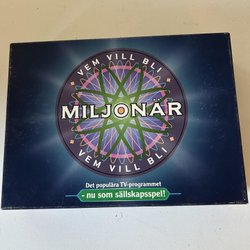 VEM VILL BLI
MILJONÄR
VEM VILL BLI
Det populära TV-programmet
- nu som sällskapsspel!